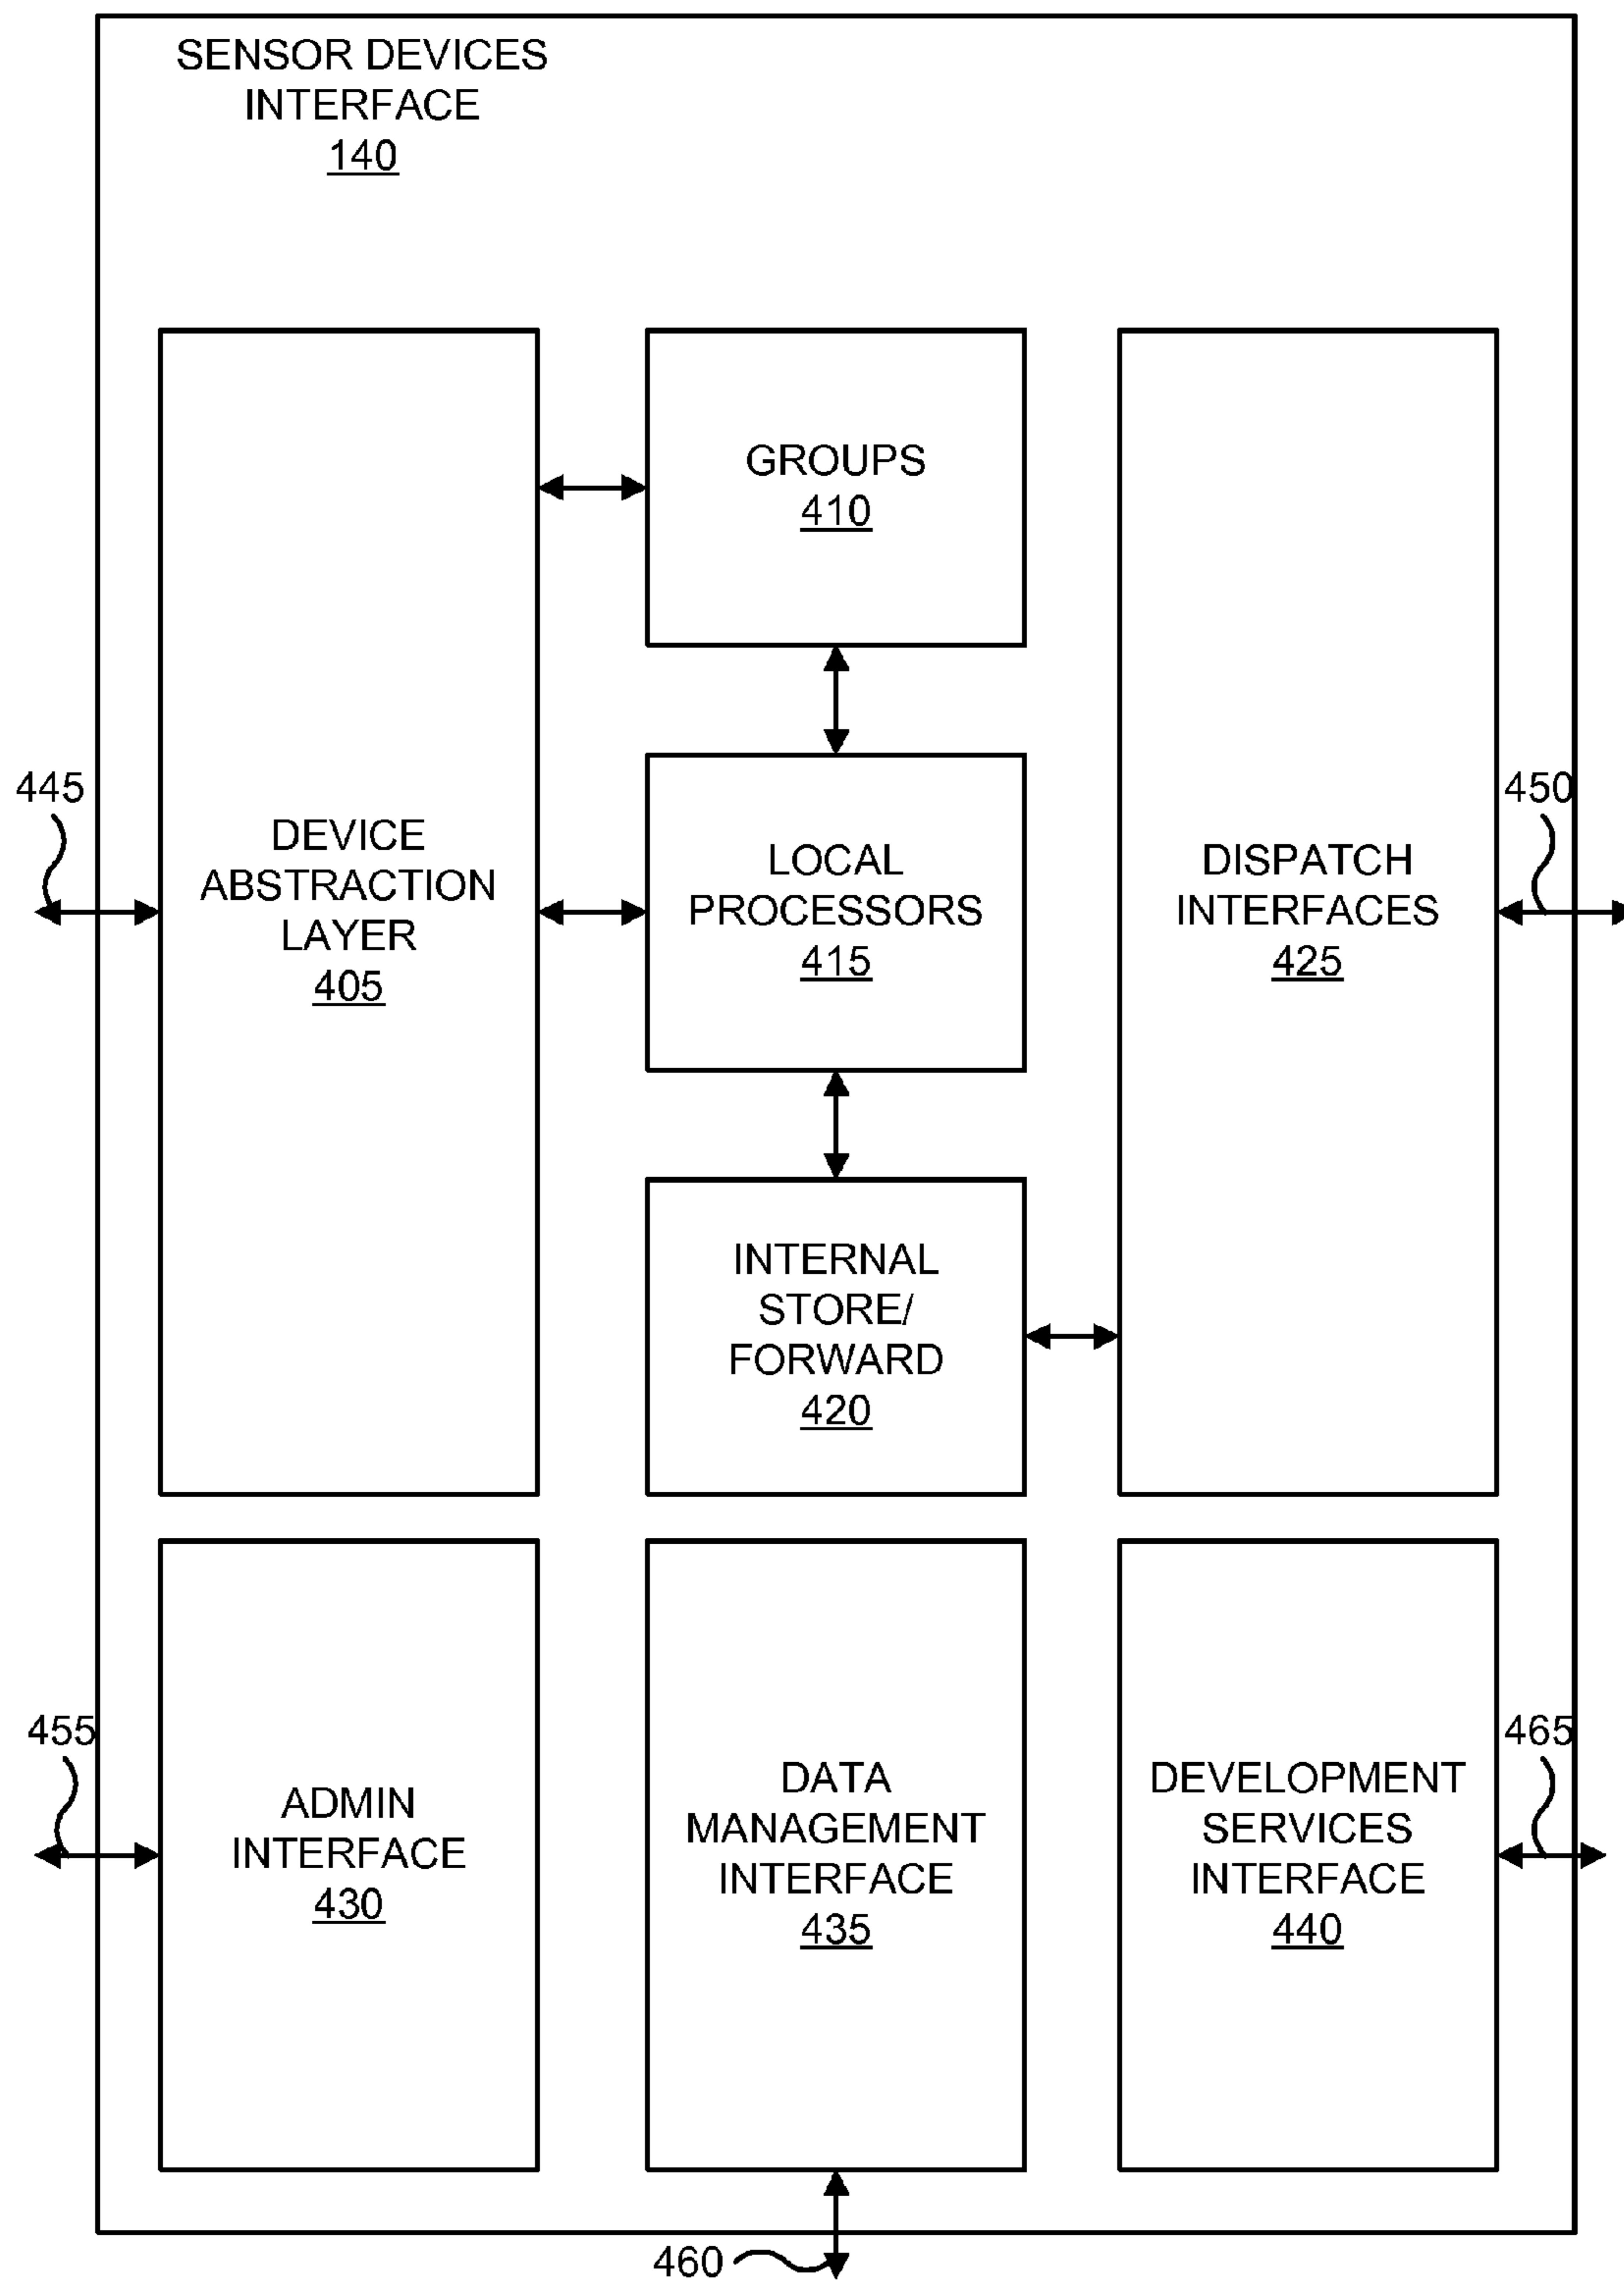 SENSOR DEVICES
INTERFACE
140
GROUPS
410
445
450
DEVICE
ABSTRACTION
LAYER
405
LOCAL
PROCESSORS
415
DISPATCH
INTERFACES
425
INTERNAL
STORE/
FORWARD
420
455
465
ADMIN
INTERFACE
430
DATA
MANAGEMENT
INTERFACE
435
DEVELOPMENT
SERVICES
INTERFACE
440
460